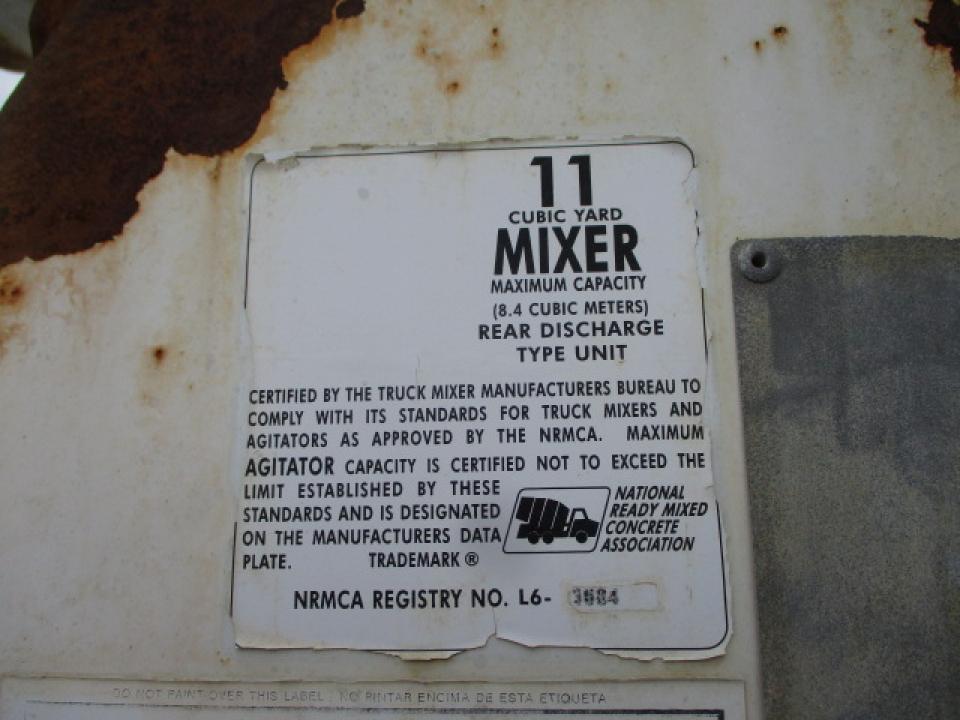 11
CUBIC YARD
MIXER
MAXIMUM CAPACITY
(8.4 CUBIC METERS)
REAR DISCHARGE
TYPE UNIT
CERTIFIED BY THE TRUCK MIXER MANUFACTURERS BUREAU TO
COMPLY WITH ITS STANDARDS FOR TRUCK MIXERS AND
AGITATORS AS APPROVED BY THE NRMCA. MAXIMUM
AGITATOR CAPACITY IS CERTIFIED NOT TO EXCEED THE
LIMIT ESTABLISHED BY THESE
STANDARDS AND IS DESIGNATED
ON THE MANUFACTURERS DATA
PLATE. TRADEMARK ®
NATIONAL
READY MIXED
CONCRETE
ASSOCIATION
NRMCA REGISTRY NO. L6-
DO NOT PAINT OVER THIS LABEL / NO PINTAR ENCIMA DE ESTA ETIQUETA